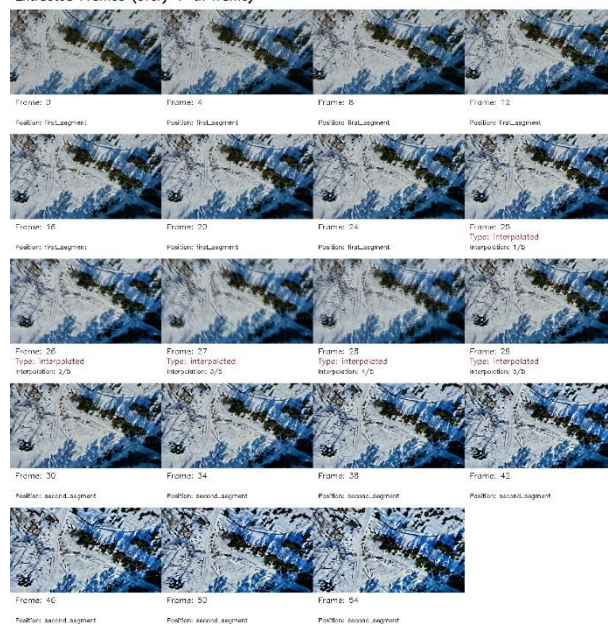 Frame: 0
Position: first_segment
Frame: 4
Position: first_segment
Frame: 8
Position: first_segment
Frame: 12
Position: first_segment
Frame: 16
Position: first_segment
Frame: 20
Position: first_segment
Frame: 24
Position: first_segment
Frame: 25
Type: interpolated
Interpolation: 1/5
Frame: 26
Type: interpolated
Interpolation: 2/5
Frame: 27
Type: interpolated
Interpolation: 3/5
Frame: 28
Type: interpolated
Interpolation: 4/5
Frame: 29
Type: interpolated
Interpolation: 5/5
Frame: 30
Position: second_segment
Frame: 34
Position: second_segment
Frame: 38
Position: second_segment
Frame: 42
Position: second_segment
Frame: 46
Position: second_segment
Frame: 50
Position: second_segment
Frame: 54
Position: second_segment